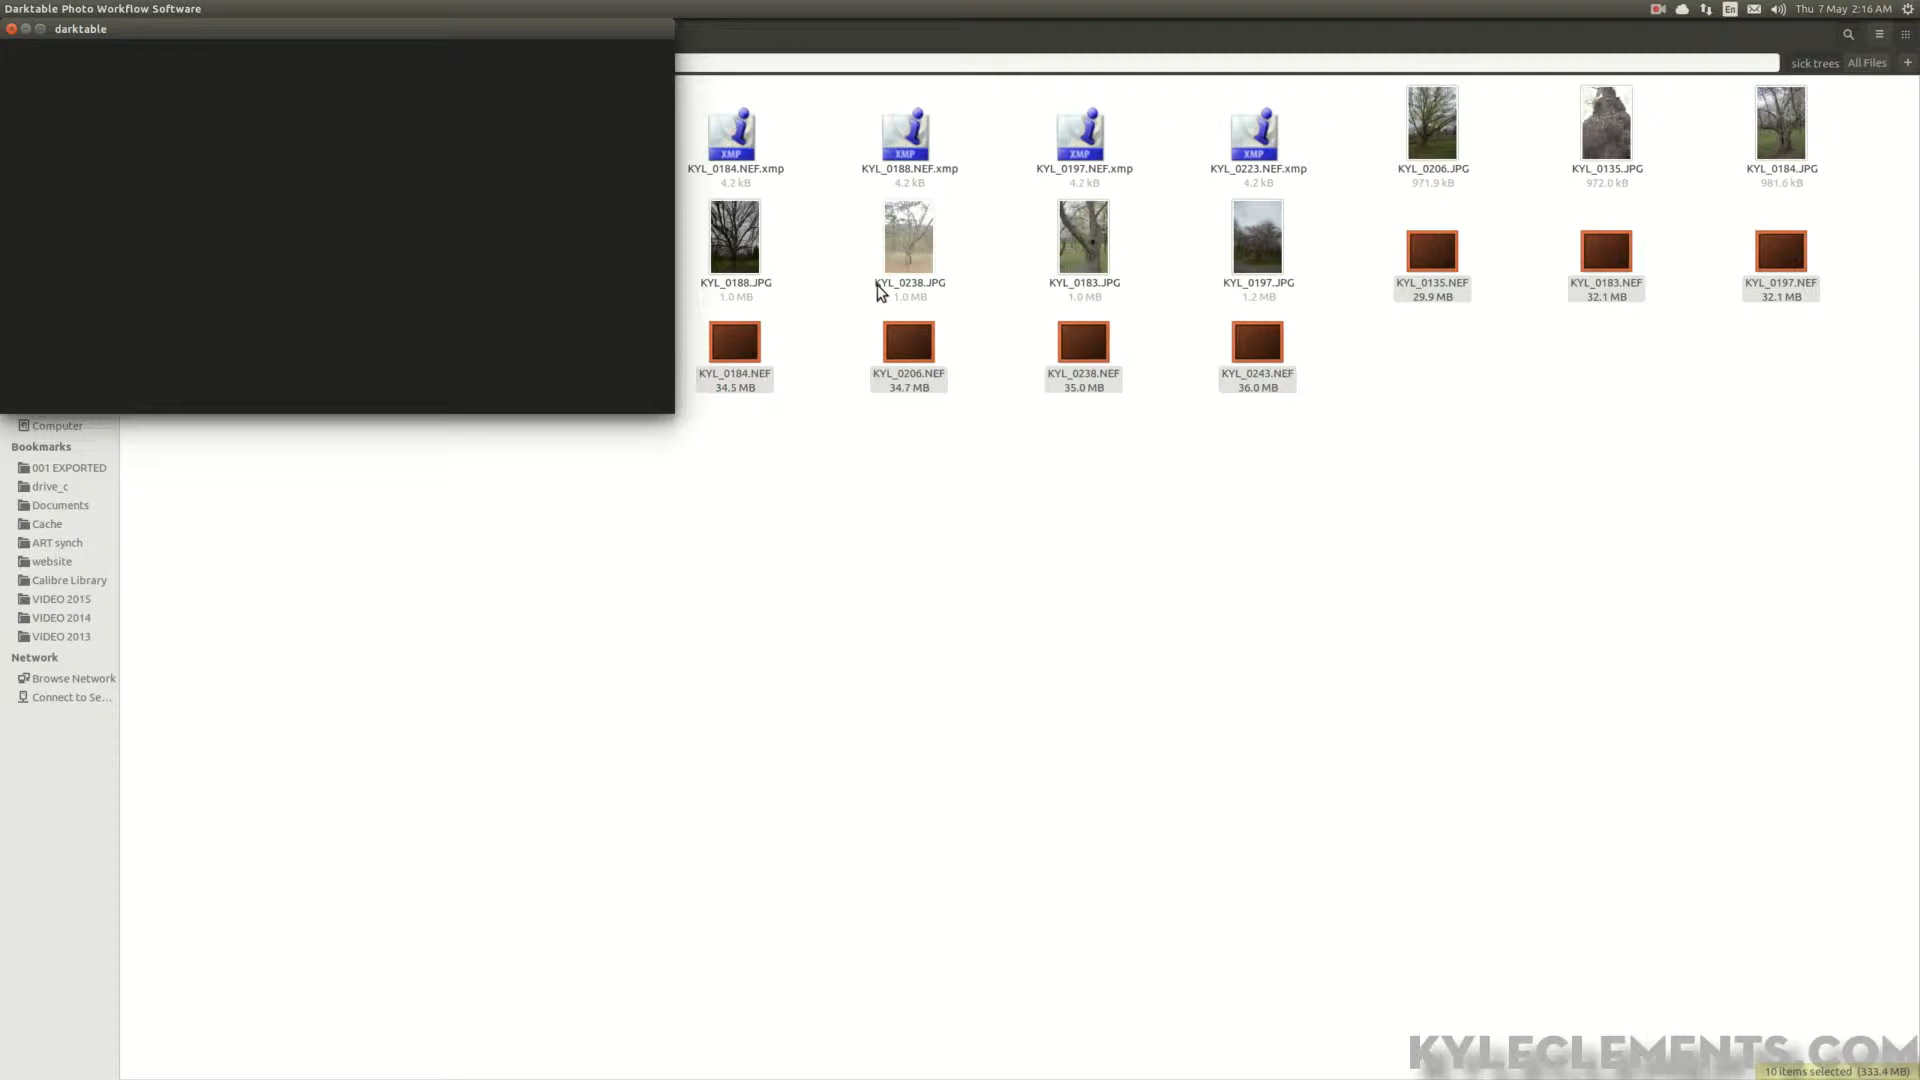 Darktable Photo Workflow Software
En
Thu 7 May 2:16 AM
darktable
sick trees
All Files
XMP
XMP
XMP
XMP
KYL_0184.NEF.xmp
KYL_0188.NEF.xmp
KYL_0197.NEF.xmp
KYL_0223.NEF.xmp
KYL_0206.JPG
KYL_0135.JPG
KYL_0184.JPG
4.2 kB
4.2 kB
4.2 kB
4.2 kB
971.9 kB
972.0 kB
981.6 kB
KYL_0188.JPG
KYL_0238.JPG
KYL_0183.JPG
KYL_0197.JPG
KYL_0135.NEF
KYL_0183.NEF
KYL_0197.NEF
1.0 MB
1.0 MB
1.0 MB
1.2 MB
29.9 MB
32.1 MB
32.1 MB
KYL_0184.NEF
KYL_0206.NEF
KYL_0238.NEF
KYL_0243.NEF
34.5 MB
34.7 MB
35.0 MB
36.0 MB
Computer
Bookmarks
001 EXPORTED
drive_c
Documents
Cache
ART synch
website
Calibre Library
VIDEO 2015
VIDEO 2014
VIDEO 2013
Network
Browse Network
Connect to Se...
KYLECLEMENTS.COM
10 items selected (333.4 MB)